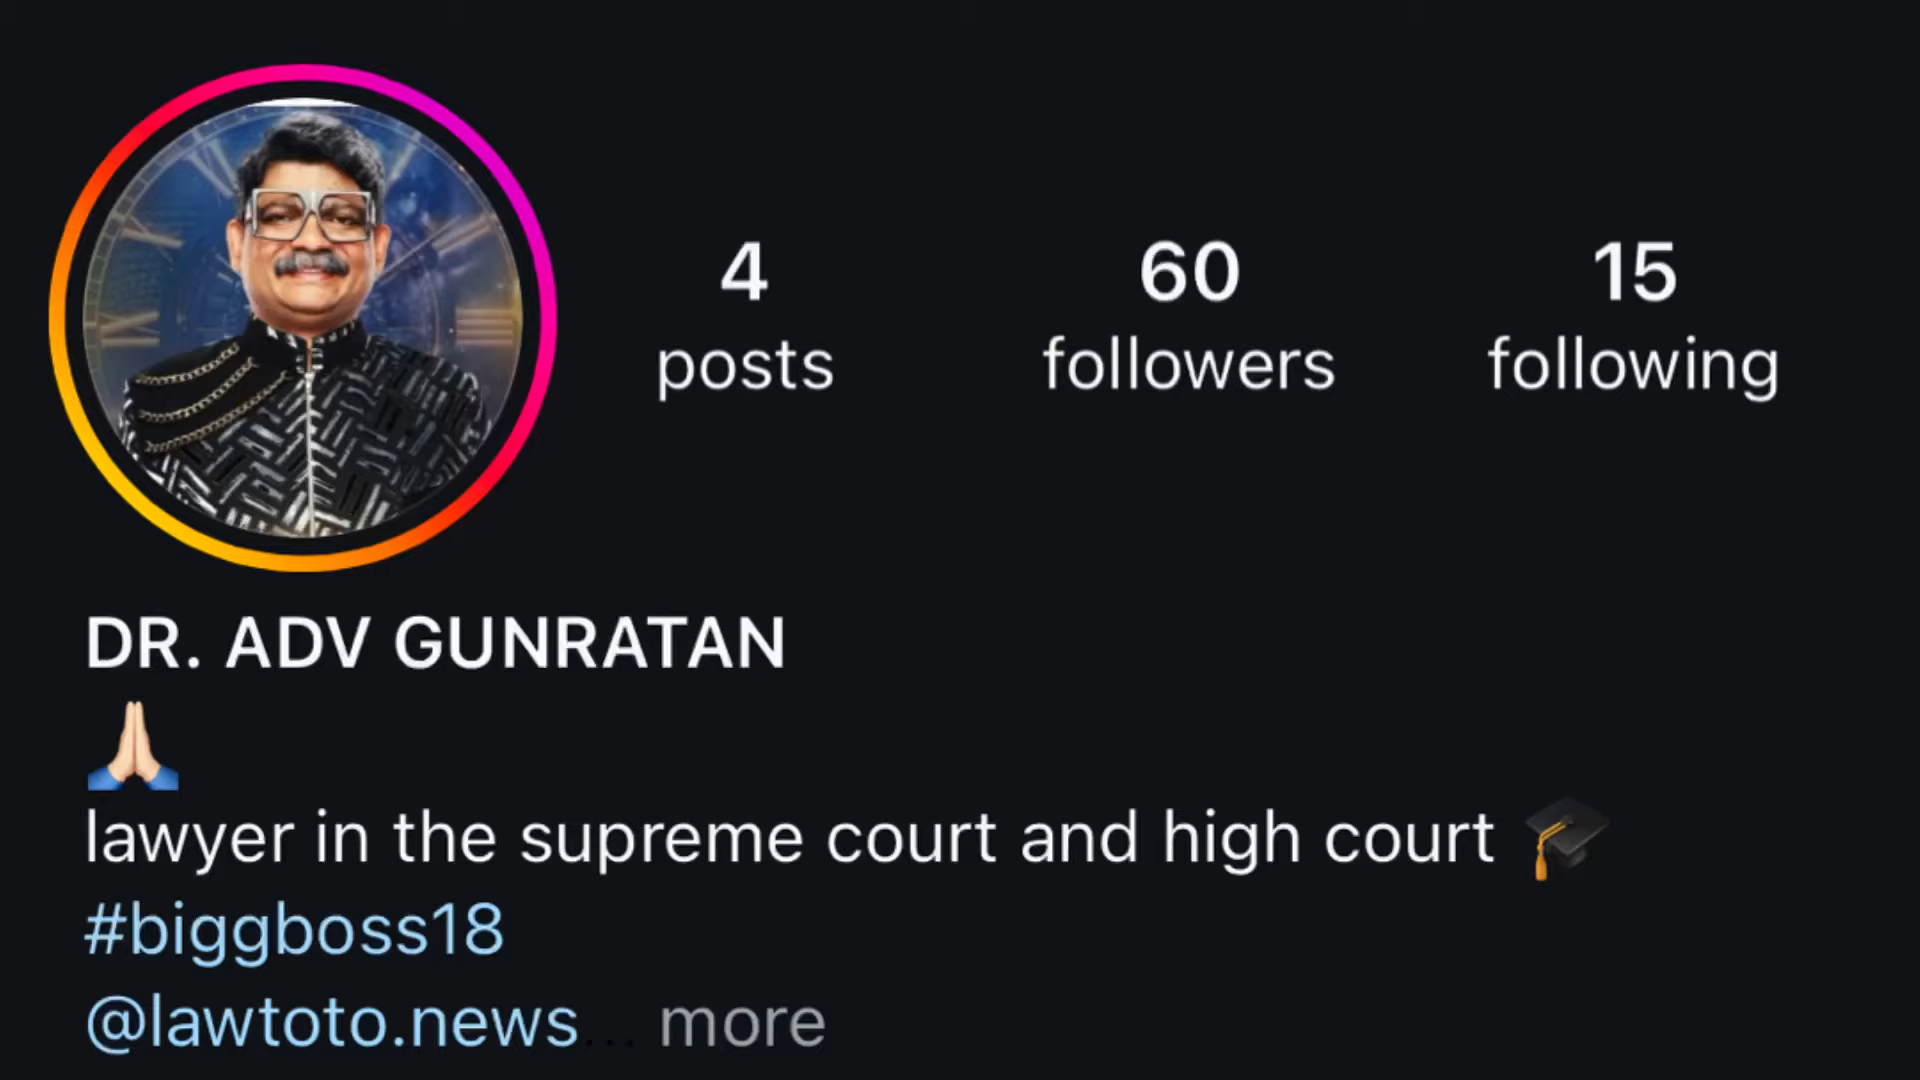 4 60 15
posts followers following
DR. ADV GUNRATAN
🙏🏻
lawyer in the supreme court and high court 🎓
#biggboss18
@lawtoto.news... more